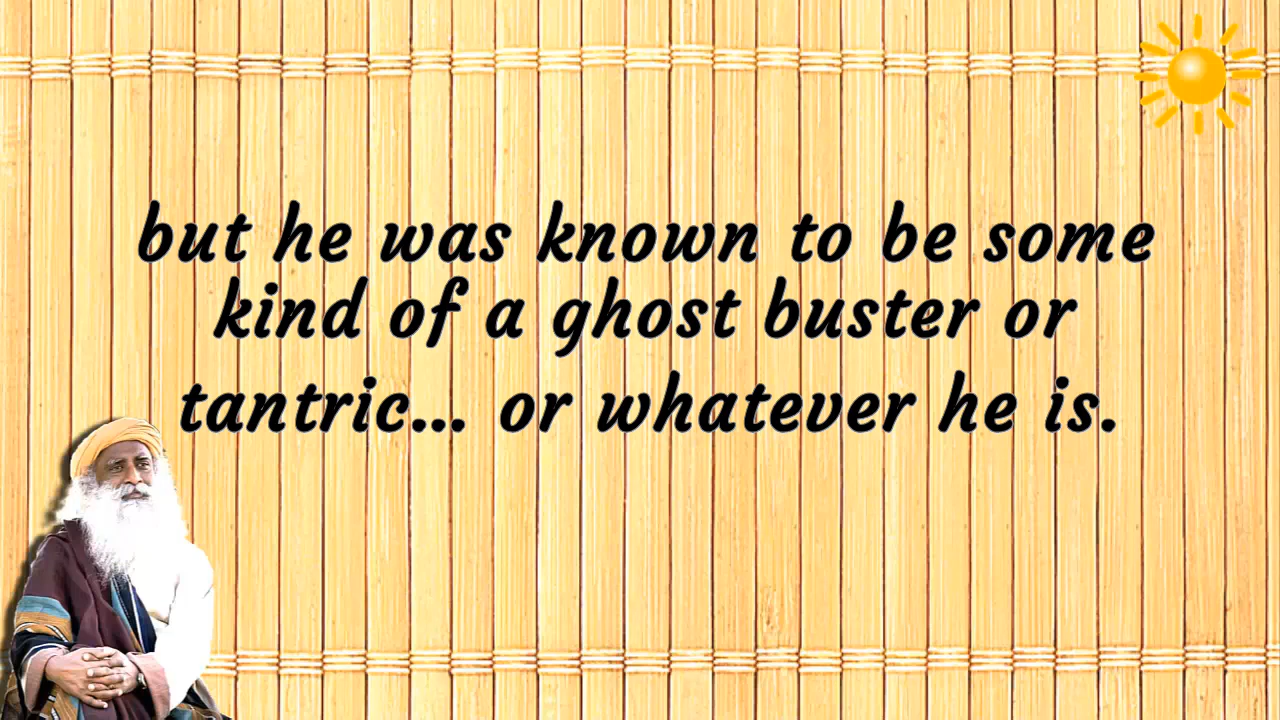 but he was known to be some
kind of a ghost buster or
tantric... or whatever he is.